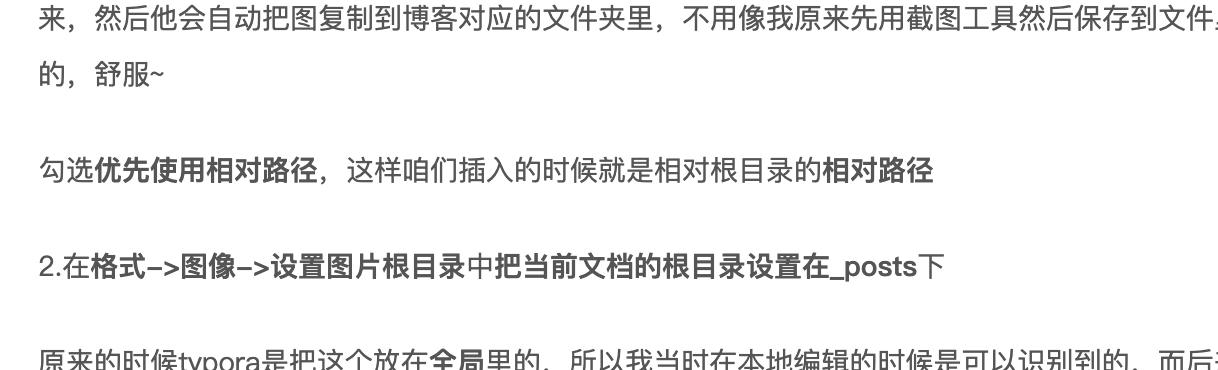 来，然后他会自动把图复制到博客对应的文件夹里，不用像我原来先用截图工具然后保存到文件
的，舒服~
勾选优先使用相对路径，这样咱们插入的时候就是相对根目录的相对路径
2.在格式->图像->设置图片根目录中把当前文档的根目录设置在_posts下
原来的时候typora是把这个放在全局里的，所以我当时在本地编辑的时候是可以识别到的，而后